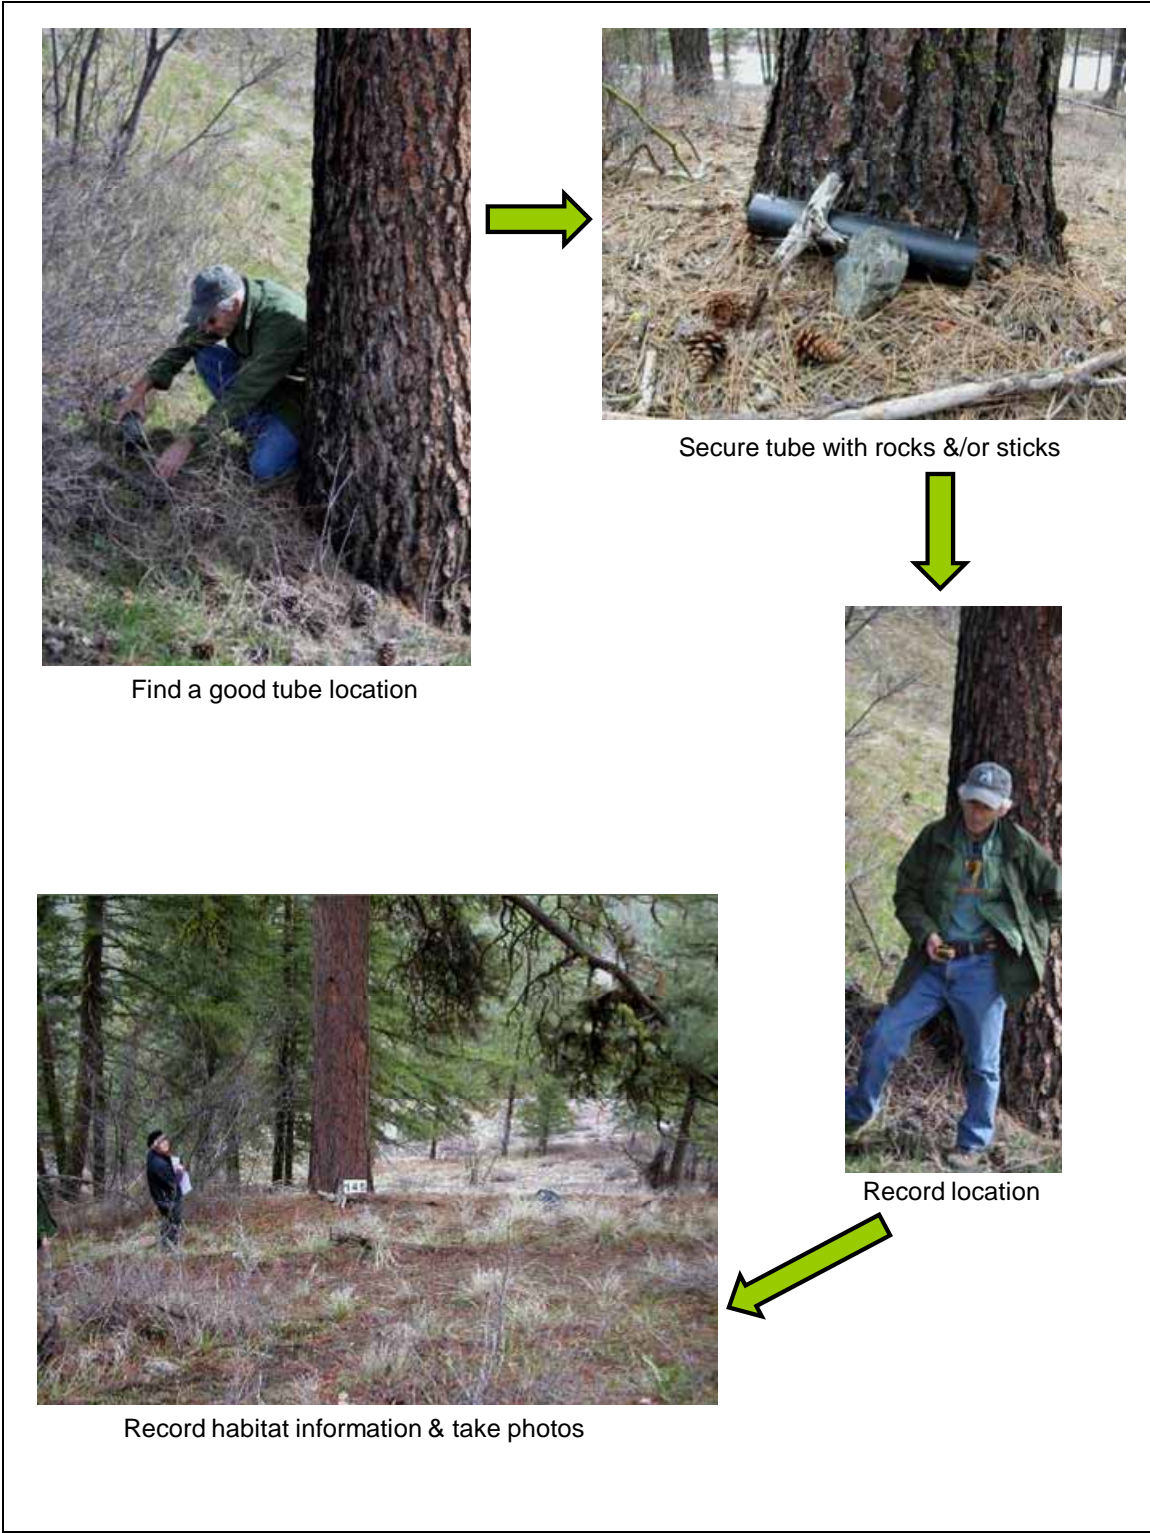 Find a good tube location
Secure tube with rocks &/or sticks
Record location
Record habitat information & take photos